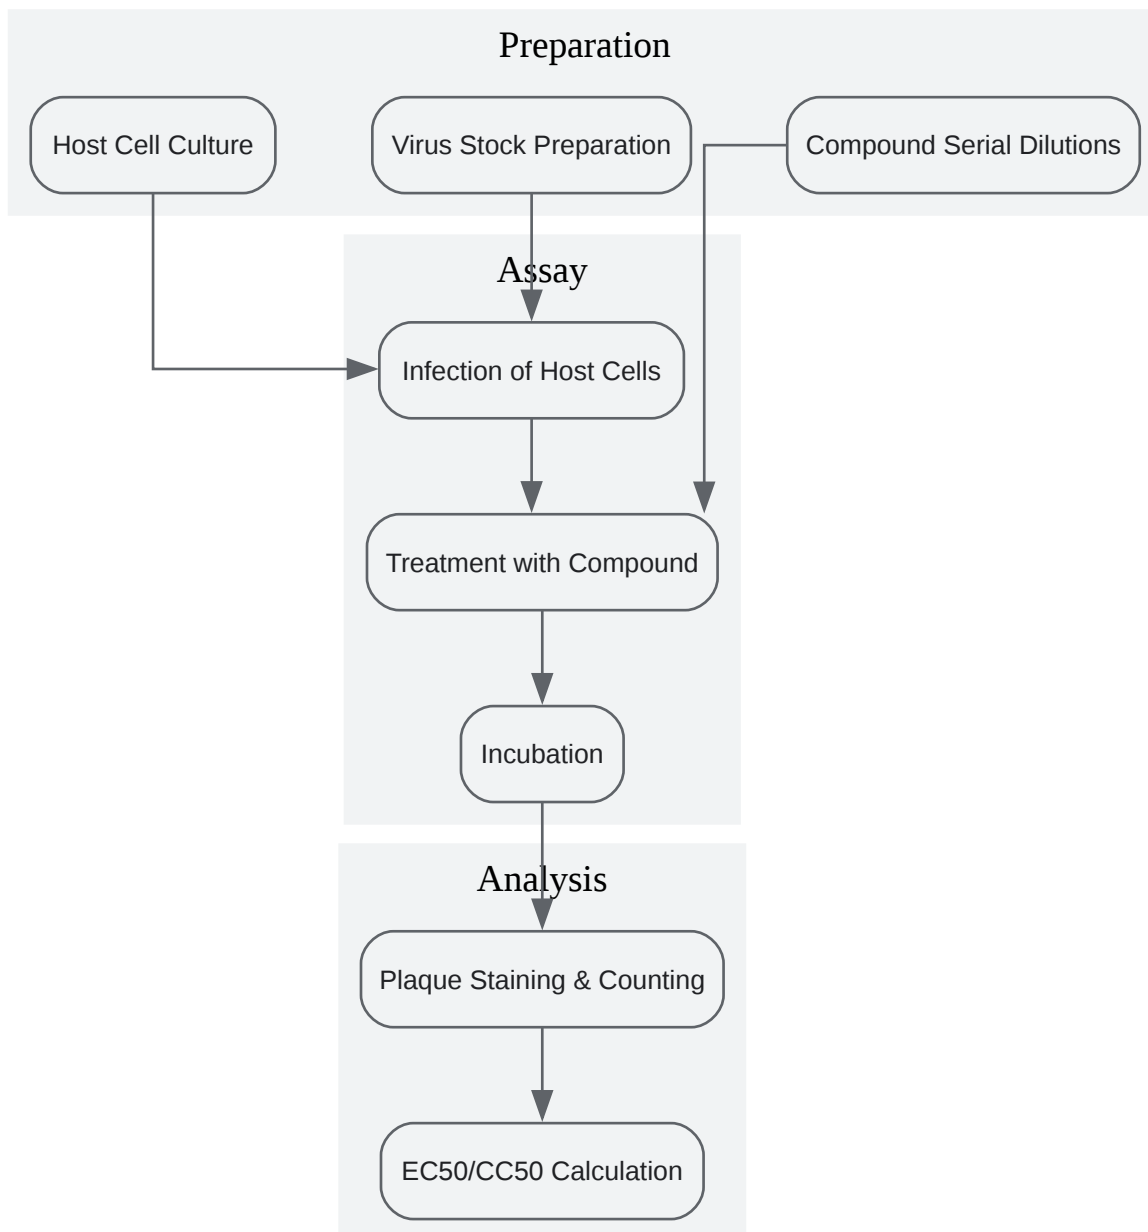 Preparation
Host Cell Culture
Virus Stock Preparation
Compound Serial Dilutions
Assay
Infection of Host Cells
Treatment with Compound
Incubation
Analysis
Plaque Staining & Counting
EC50/CC50 Calculation